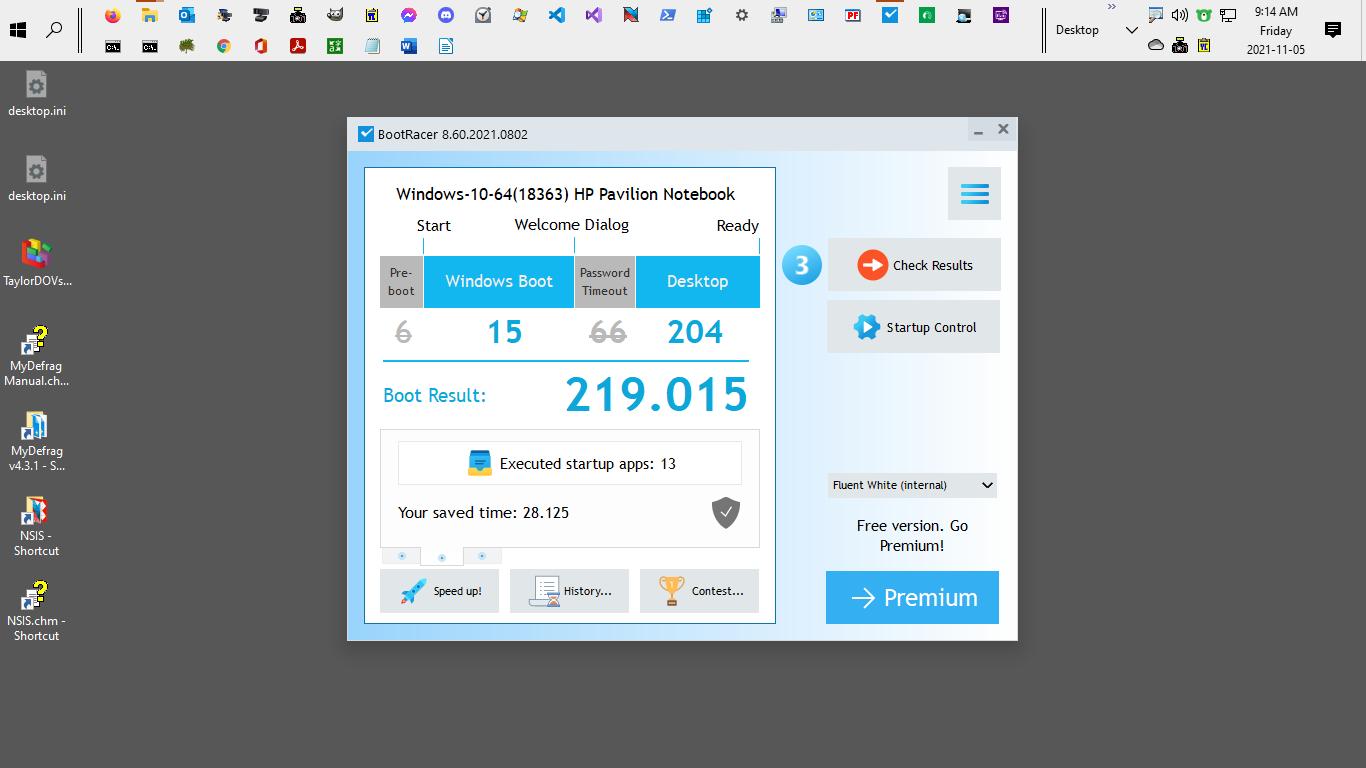 Desktop
9:14 AM
Friday
2021-11-05
desktop.ini
desktop.ini
TaylorDOVs...
MyDefrag
Manual.ch...
MyDefrag
v4.3.1 - S...
NSIS -
Shortcut
NSIS.chm -
Shortcut
BootRacer 8.60.2021.0802
Windows-10-64(18363) HP Pavilion Notebook
Start Welcome Dialog Ready
Pre-
boot
Windows Boot
Password
Timeout
Desktop
6 15 66 204
Boot Result: 219.015
Executed startup apps: 13
Your saved time: 28.125
Speed up! History... Contest...
3
Check Results
Startup Control
Fluent White (internal)
Free version. Go
Premium!
Premium